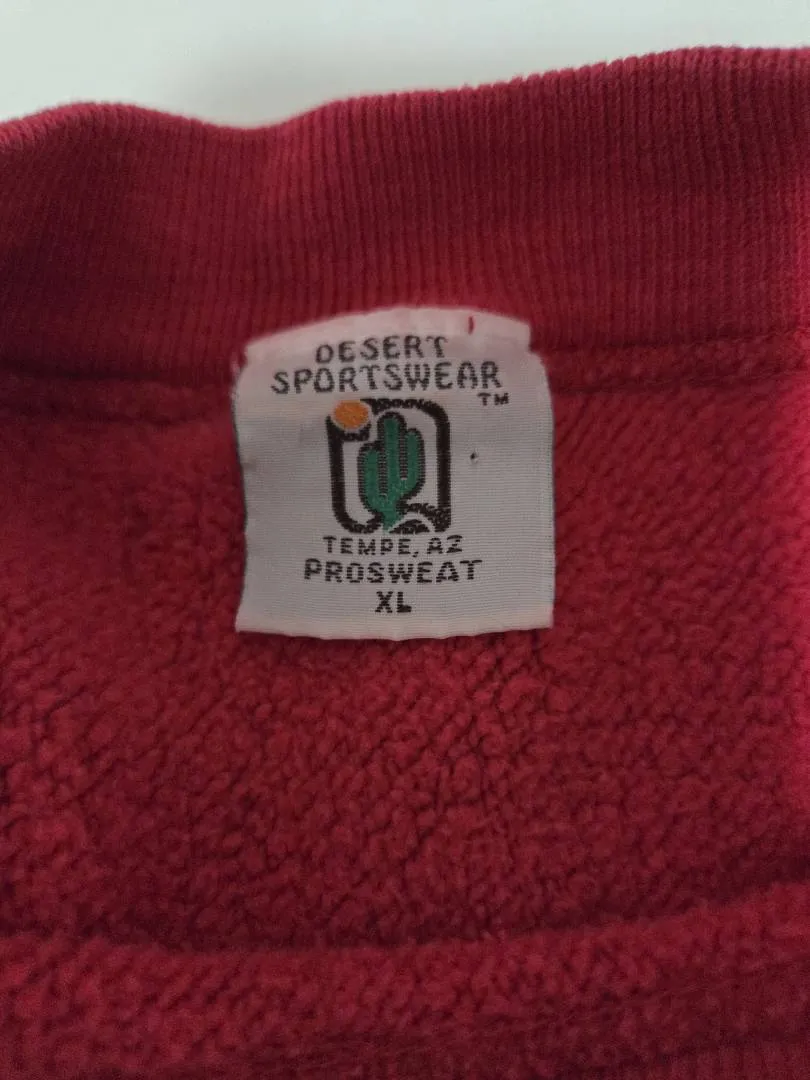 DESERT
SPORTSWEAR
TM
TEMPE, AZ
PROSWEAT
XL